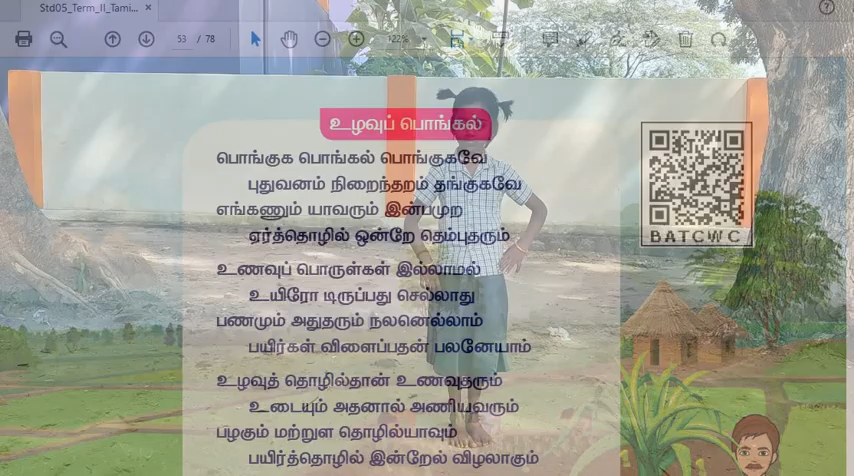 Std05_Term_II_Tami...
53 / 78
122%
உழவுப் பொங்கல்
பொங்குக பொங்கல் பொங்குகவே
புதுவனம் நிறைந்தறம் தங்குகவே
எங்கணும் யாவரும் இன்பமுற
ஏர்த்தொழில் ஒன்றே தெம்புதரும்
உணவுப் பொருள்கள் இல்லாமல்
உயிரோ டிருப்பது செல்லாது
பணமும் அதுதரும் நலனெல்லாம்
பயிர்கள் விளைப்பதன் பலனேயாம்
உழவுத் தொழில்தான் உணவுதரும்
உடையும் அதனால் அணியவரும்
பழகும் மற்றுள தொழில்யாவும்
பயிர்த்தொழில் இன்றேல் விழலாகும்
BATCWC